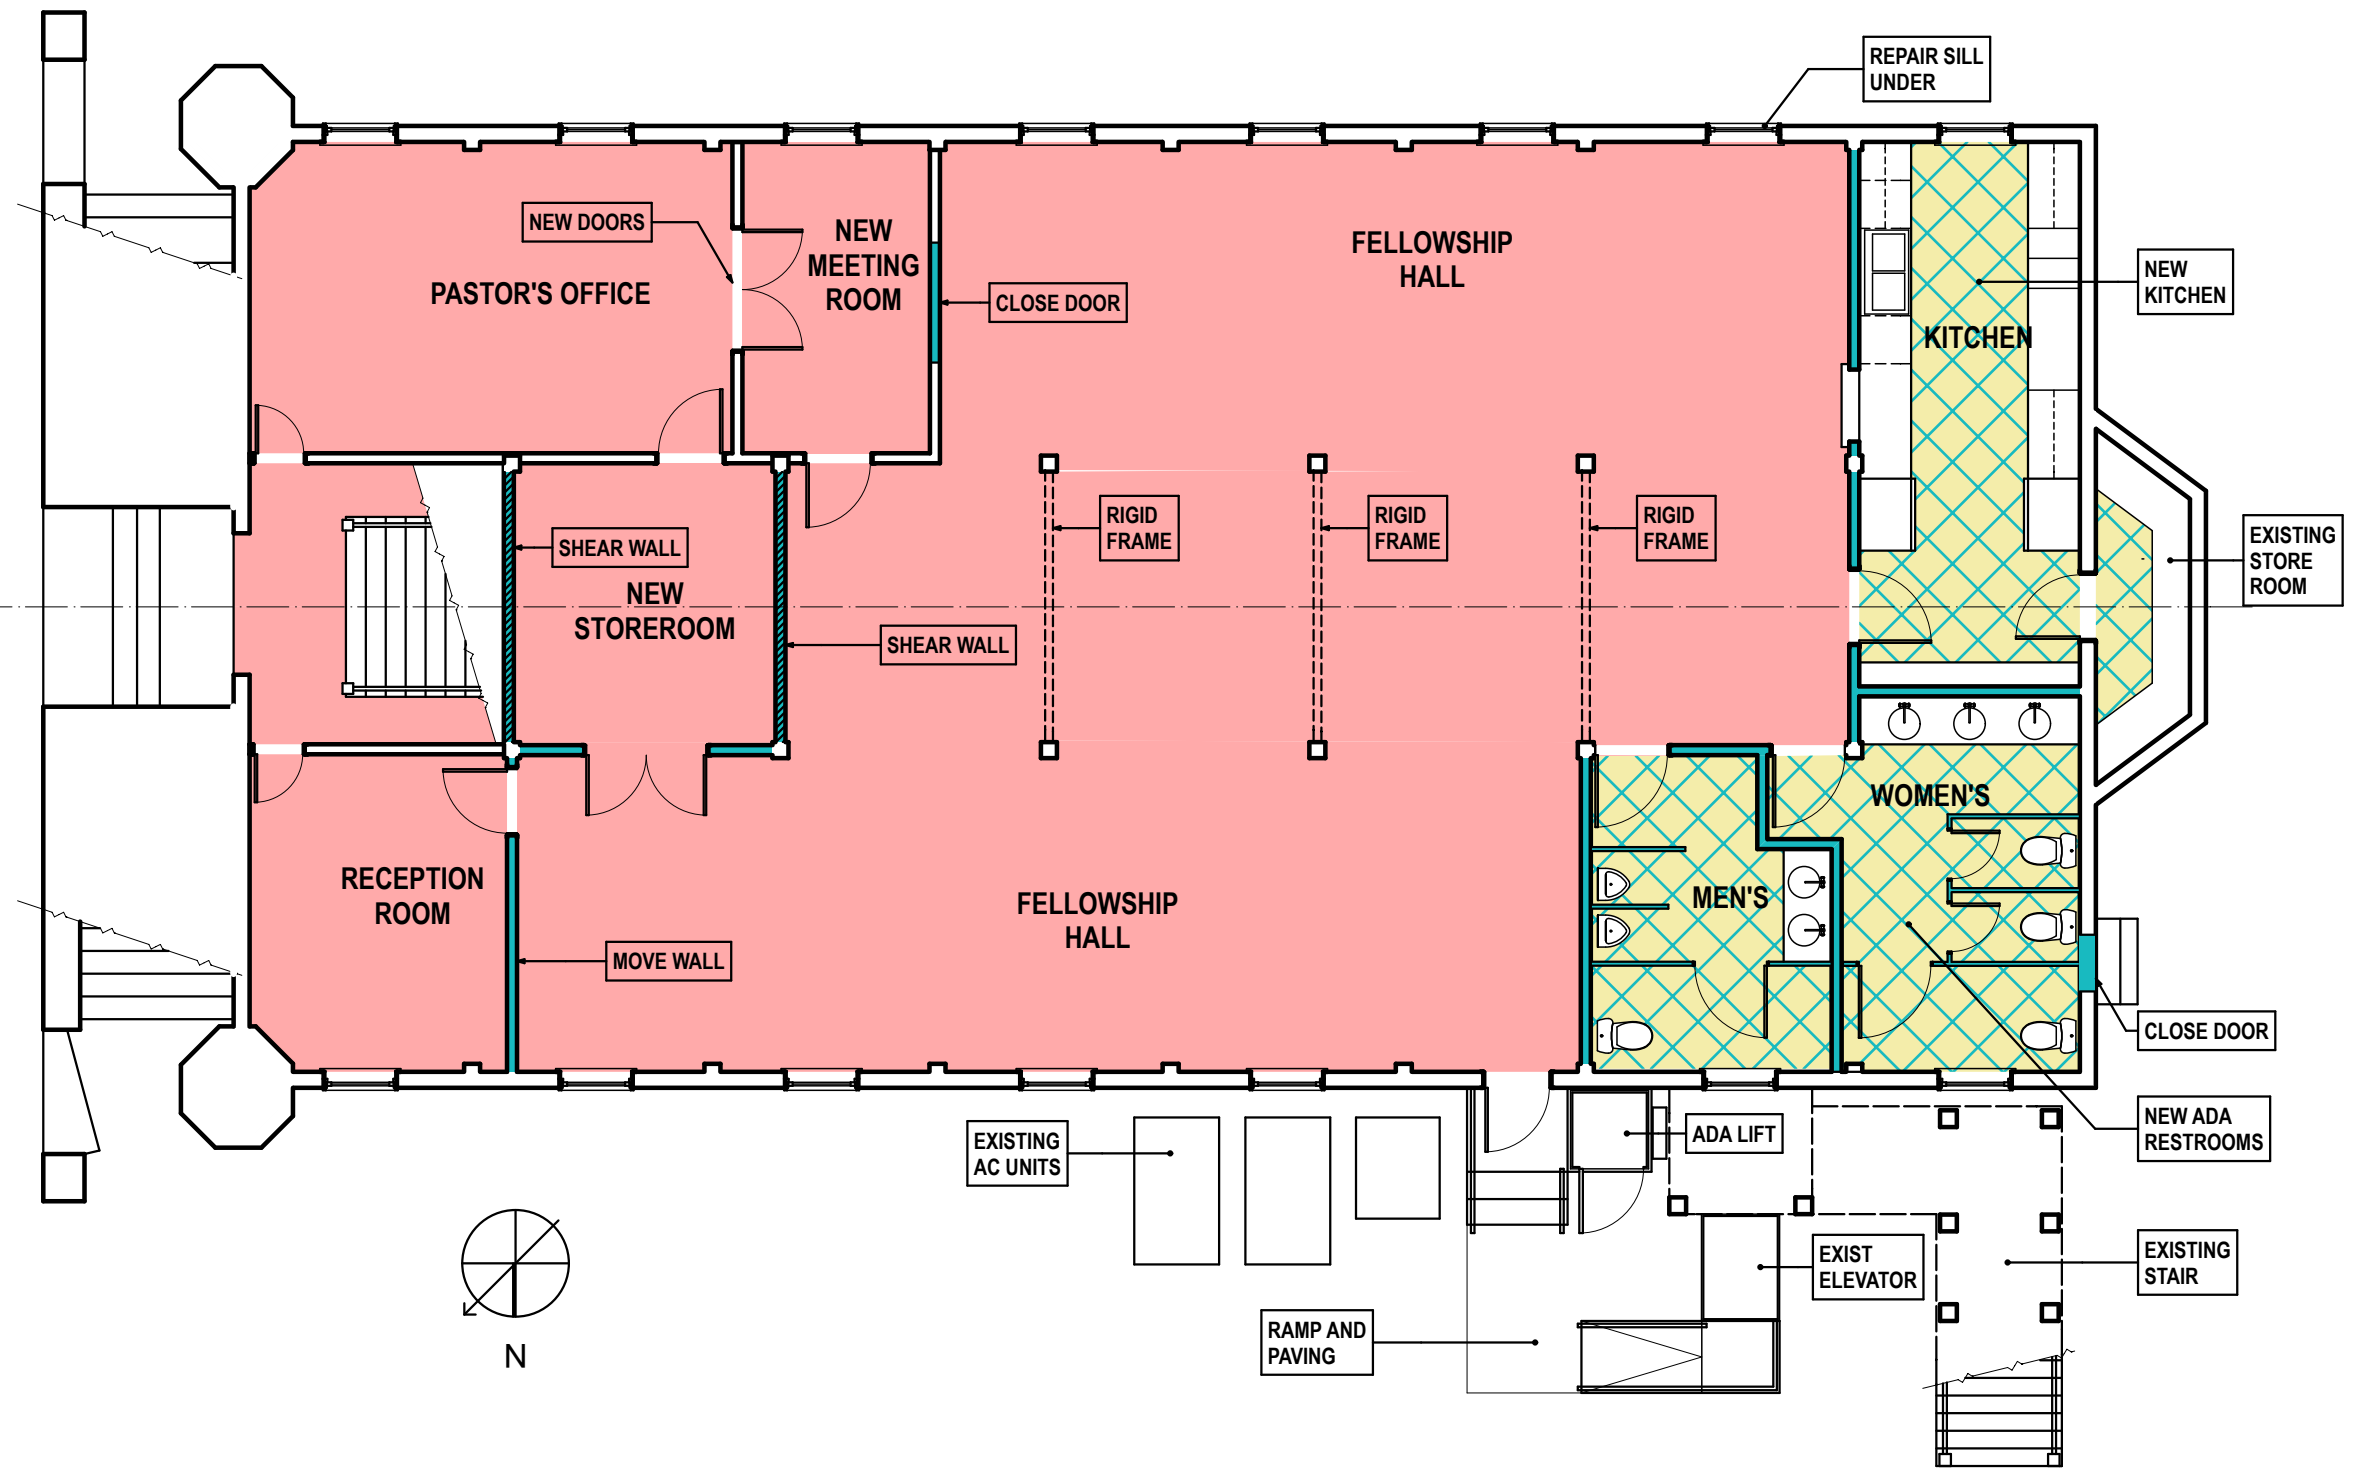 REPAIR SILL
UNDER
NEW DOORS
NEW
MEETING
ROOM
FELLOWSHIP
HALL
PASTOR'S OFFICE
CLOSE DOOR
NEW
KITCHEN
KITCHEN
RIGID
FRAME
RIGID
FRAME
RIGID
FRAME
SHEAR WALL
EXISTING
STORE
ROOM
NEW
STOREROOM
SHEAR WALL
WOMEN'S
RECEPTION
ROOM
MEN'S
FELLOWSHIP
HALL
MOVE WALL
CLOSE DOOR
EXISTING
AC UNITS
ADA LIFT
NEW ADA
RESTROOMS
EXIST
ELEVATOR
EXISTING
STAIR
RAMP AND
PAVING
N